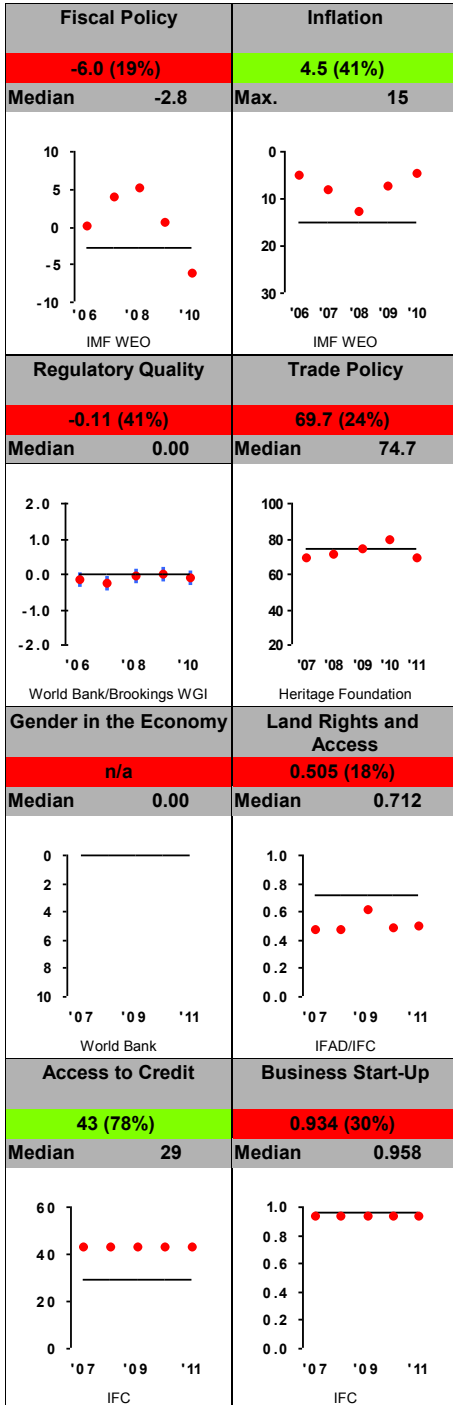 Fiscal Policy
-6.0 (19%)
Median -2.8
10
5
0
-5
-10
'06 '08 '10
IMF WEO
Inflation
4.5 (41%)
Max. 15
0
10
20
30
'06 '07 '08 '09 '10
IMF WEO
Regulatory Quality
-0.11 (41%)
Median 0.00
2.0
1.0
0.0
-1.0
-2.0
'06 '08 '10
World Bank/Brookings WGI
Trade Policy
69.7 (24%)
Median 74.7
100
80
60
40
20
'07 '08 '09 '10 '11
Heritage Foundation
Gender in the Economy
n/a
Median 0.00
0
2
4
6
8
10
'07 '09 '11
World Bank
Land Rights and
Access
0.505 (18%)
Median 0.712
1.0
0.8
0.6
0.4
0.2
0.0
'07 '09 '11
IFAD/IFC
Access to Credit
43 (78%)
Median 29
60
40
20
0
'07 '09 '11
IFC
Business Start-Up
0.934 (30%)
Median 0.958
1.0
0.8
0.6
0.4
0.2
0.0
'07 '09 '11
IFC